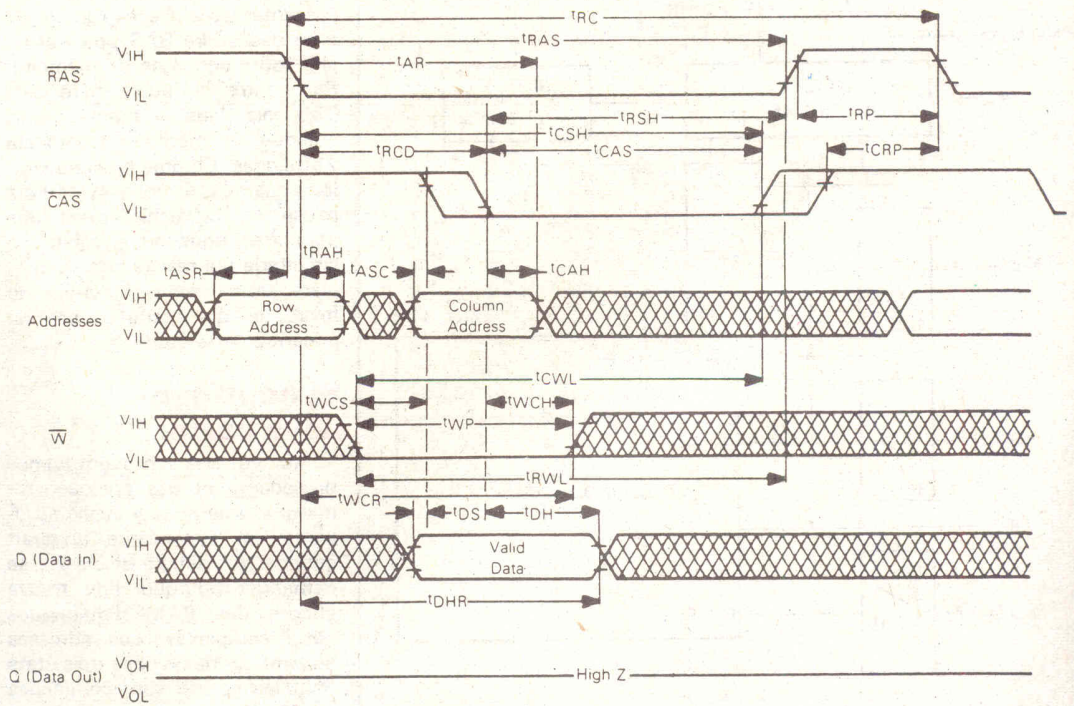 tRC
tRAS
tAR
VIH
RAS
VIL
tRSH
tRP
tCSH
tRCD
tCAS
tCRP
VIH
CAS
VIL
tRAH
tASR
tASC
tCAH
VIH
Addresses
Row Address
Column Address
VIL
tCWL
tWCS
tWCH
VIH
tWP
W
VIL
tRWL
tWCR
tDS
tDH
VIH
D (Data In)
Valid Data
VIL
tDHR
VOH
Q (Data Out)
High Z
VOL